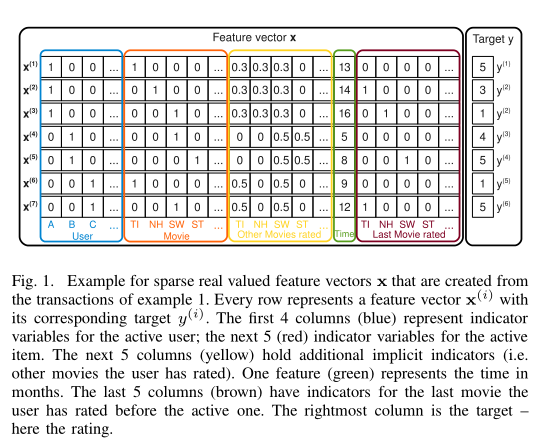 Feature vector x Target y
x(1) 1 0 0 ... 1 0 0 0 ... 0.3 0.3 0.3 0 ... 13 0 0 0 0 ... 5 y(1)
x(2) 1 0 0 ... 0 1 0 0 ... 0.3 0.3 0.3 0 ... 14 1 0 0 0 ... 3 y(2)
x(3) 1 0 0 ... 0 0 1 0 ... 0.3 0.3 0.3 0 ... 16 0 1 0 0 ... 1 y(2)
x(4) 0 1 0 ... 0 0 1 0 ... 0 0 0.5 0.5 ... 5 0 0 0 0 ... 4 y(3)
x(5) 0 1 0 ... 0 0 0 1 ... 0 0 0.5 0.5 ... 8 0 0 1 0 ... 5 y(4)
x(6) 0 0 1 ... 1 0 0 0 ... 0.5 0 0.5 0 ... 9 0 0 0 0 ... 1 y(5)
x(7) 0 0 1 ... 0 0 1 0 ... 0.5 0 0.5 0 ... 12 1 0 0 0 ... 5 y(6)
A B C ... TI NH SW ST ... TI NH SW ST ... TI NH SW ST ...
User Movie Other Movies rated Time Last Movie rated
Fig. 1. Example for sparse real valued feature vectors x that are created from
the transactions of example 1. Every row represents a feature vector x(i) with
its corresponding target y(i). The first 4 columns (blue) represent indicator
variables for the active user; the next 5 (red) indicator variables for the active
item. The next 5 columns (yellow) hold additional implicit indicators (i.e.
other movies the user has rated). One feature (green) represents the time in
months. The last 5 columns (brown) have indicators for the last movie the
user has rated before the active one. The rightmost column is the target –
here the rating.